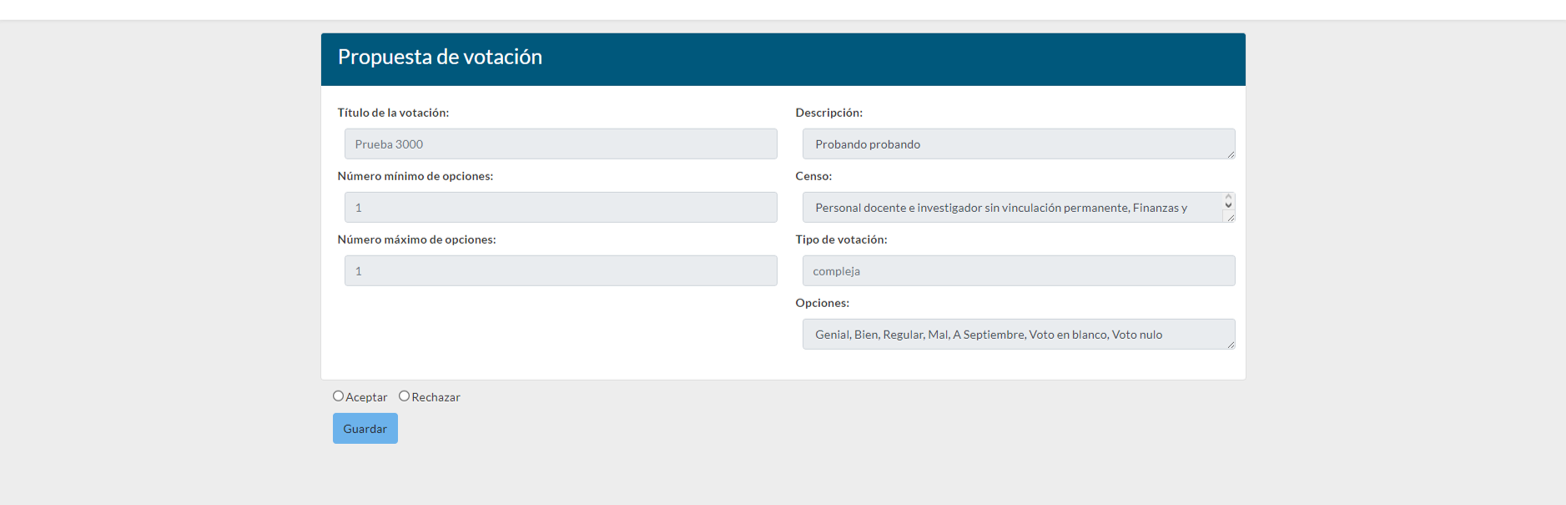 Propuesta de votación
Título de la votación:
Prueba 3000
Descripción:
Probando probando
Número mínimo de opciones:
1
Censo:
Personal docente e investigador sin vinculación permanente, Finanzas y
Número máximo de opciones:
1
Tipo de votación:
compleja
Opciones:
Genial, Bien, Regular, Mal, A Septiembre, Voto en blanco, Voto nulo
Aceptar Rechazar
Guardar